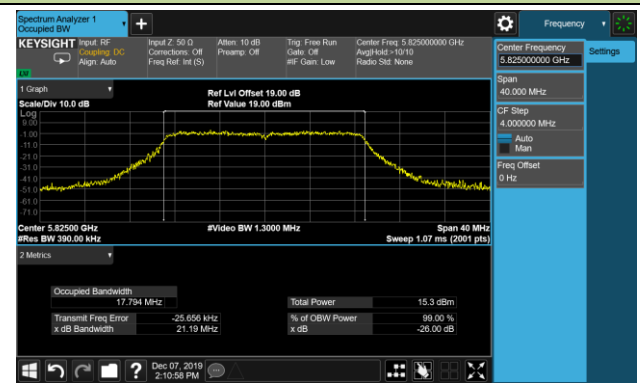 Spectrum Analyzer 1
Occupied BW
Frequency
KEYSIGHT
Input: RF
Coupling: DC
Align: Auto
Input Z: 50 Ω
Corrections: Off
Freq Ref: Int (S)
Atten: 10 dB
Preamp: Off
Trig: Free Run
Gate: Off
#IF Gain: Low
Center Freq: 5.825000000 GHz
Avg|Hold:>10/10
Radio Std: None
Center Frequency
5.825000000 GHz
Settings
Span
40.000 MHz
CF Step
4.000000 MHz
Auto
Man
Freq Offset
0 Hz
1 Graph
Scale/Div 10.0 dB
Ref Lvl Offset 19.00 dB
Ref Value 19.00 dBm
Log
9.00
-1.00
-11.0
-21.0
-31.0
-41.0
-51.0
-61.0
-71.0
Center 5.82500 GHz
#Res BW 390.00 kHz
#Video BW 1.3000 MHz
Span 40 MHz
Sweep 1.07 ms (2001 pts)
2 Metrics
Occupied Bandwidth
17.794 MHz
Total Power 15.3 dBm
Transmit Freq Error -25.656 kHz
% of OBW Power 99.00 %
x dB Bandwidth 21.19 MHz
x dB -26.00 dB
Dec 07, 2019
2:10:58 PM